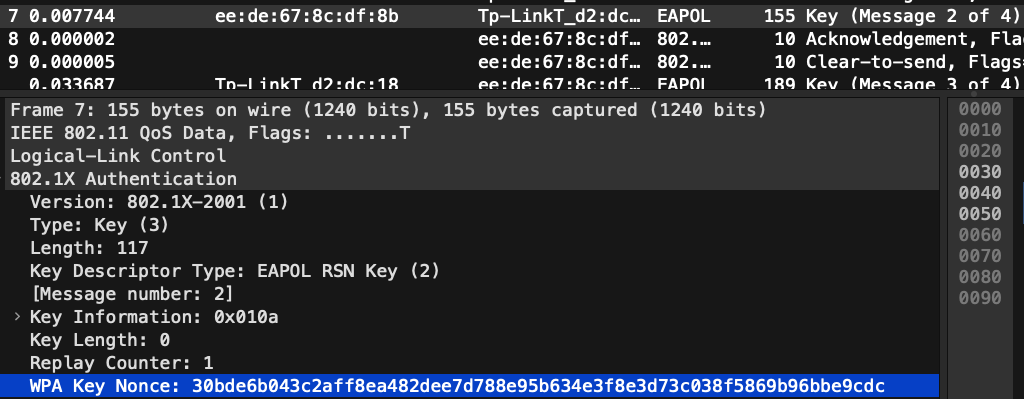 7 0.007744 ee:de:67:8c:df:8b Tp-LinkT_d2:dc… EAPOL 155 Key (Message 2 of 4)
8 0.000002 ee:de:67:8c:df… 802.… 10 Acknowledgement, Fla
9 0.000005 ee:de:67:8c:df… 802.… 10 Clear-to-send, Flags=
0.033687 Tp-LinkT_d2:dc:18 ee:de:67:8c:df… EAPOL 189 Key (Message 3 of 4)
Frame 7: 155 bytes on wire (1240 bits), 155 bytes captured (1240 bits)
IEEE 802.11 QoS Data, Flags: .......T
Logical-Link Control
802.1X Authentication
Version: 802.1X-2001 (1)
Type: Key (3)
Length: 117
Key Descriptor Type: EAPOL RSN Key (2)
[Message number: 2]
Key Information: 0x010a
Key Length: 0
Replay Counter: 1
WPA Key Nonce: 30bde6b043c2aff8ea482dee7d788e95b634e3f8e3d73c038f5869b96bbe9cdc
0000
0010
0020
0030
0040
0050
0060
0070
0080
0090